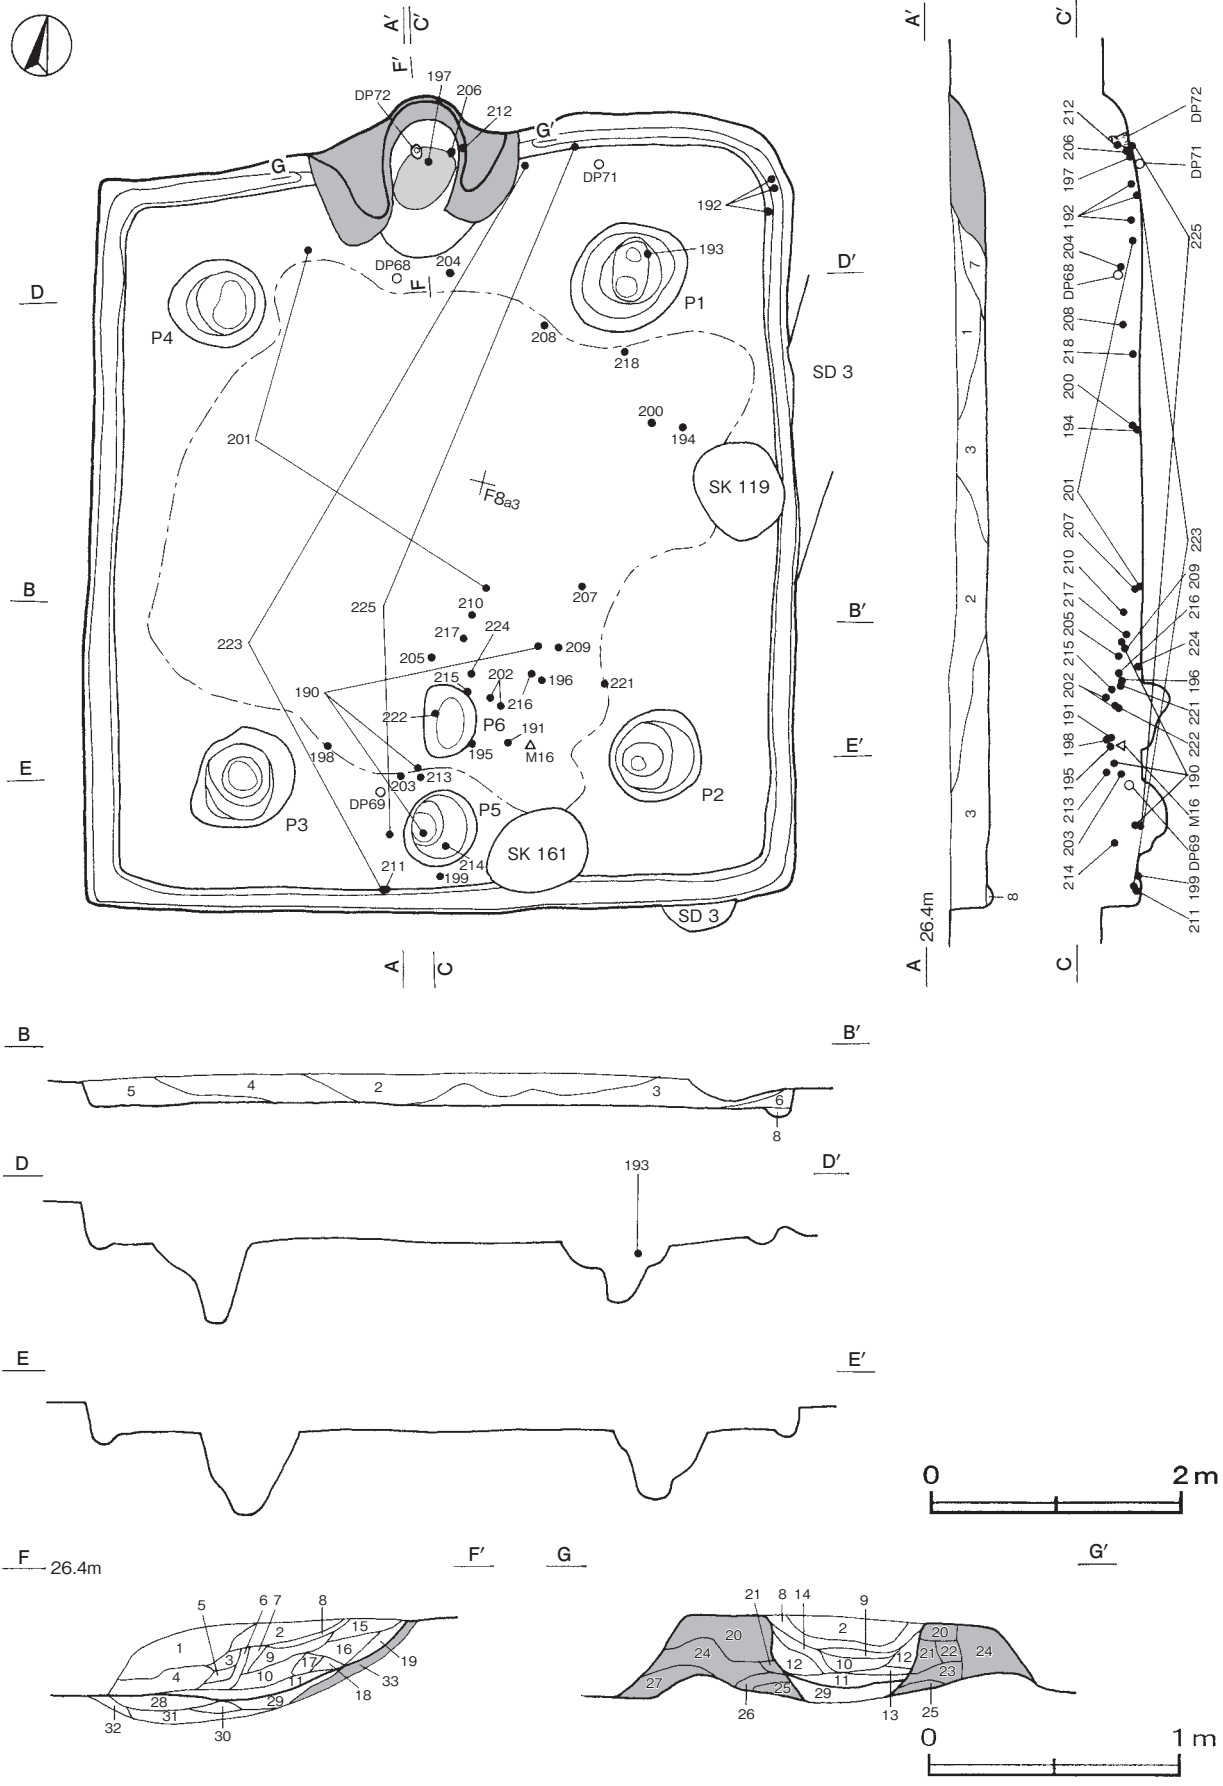 A′ C′
A′
C′
F′
197
DP72
206
212
G′
G
DP71
192
193
DP68
204
F
D′
D
P1
P4
208
218
SD 3
200
194
201
SK 119
F8a3
B
B′
207
210
225
217
224
223
205
209
190
215
202
196
216
221
222
P6
191
M16
195
198
E′
E
203
213
DP69
P2
P3
P5
SK 161
214
211
199
SD 3
A C
7
1
3
2
3
8
26.4m
A
212
DP72
206
DP71
197
192
225
204
DP68
208
218
200
194
201
207
223
210
209
217
216
205
224
215
196
202
221
191
222
198
190
195
M16
213
DP69
203
199
214
211
C
B
B′
5 4 2 3 6
8
D
D′
193
E
E′
0 2 m
F 26.4m
F′
G
G′
5 6 7 8
1 2 15
3 9 16 19
4 10 17 11 33
18
28 29
32 31 30
21 8 14 9
20 2 20
24 12 10 12 21 22 24
27 11 23
25 29
26 13 25
0 1 m